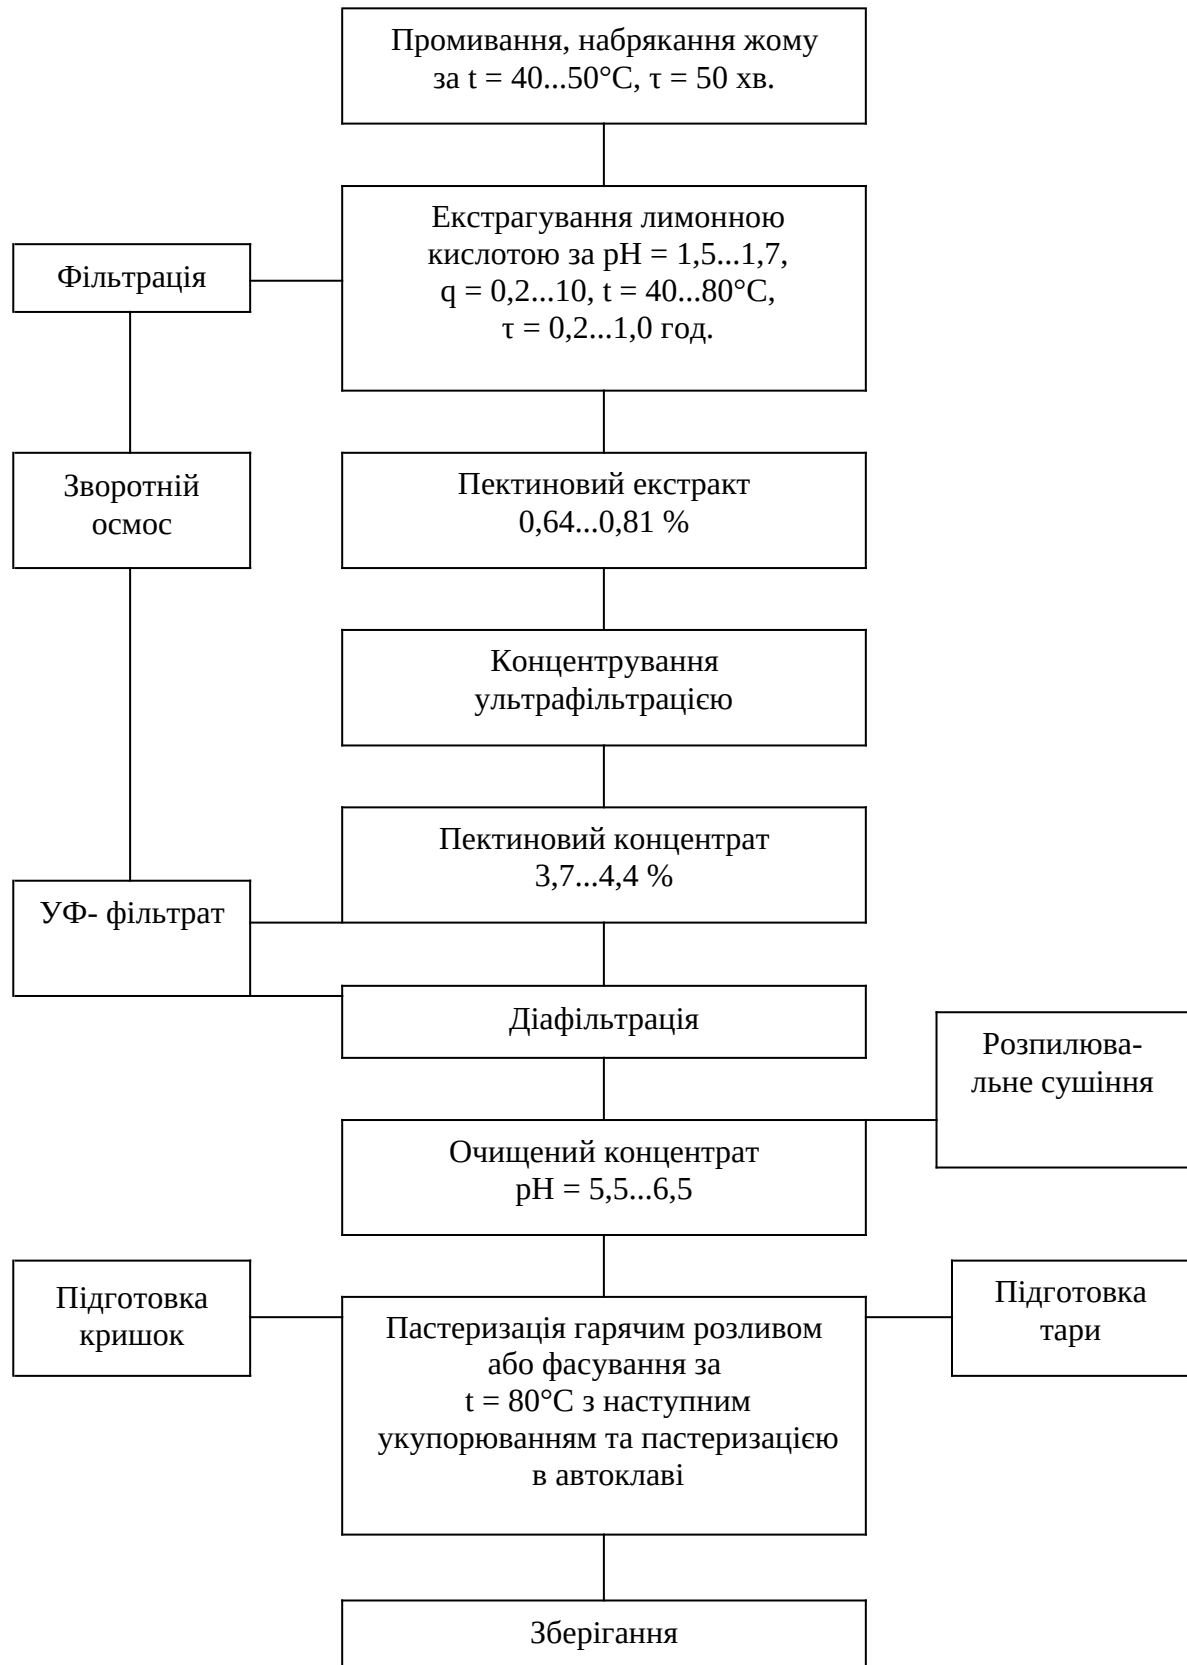 Промивання, набрякання жому
за t = 40...50°С, τ = 50 хв.
Екстрагування лимонною
кислотою за рН = 1,5...1,7,
q = 0,2...10, t = 40...80°С,
τ = 0,2...1,0 год.
Фільтрація
Зворотній
осмос
Пектиновий екстракт
0,64...0,81 %
Концентрування
ультрафільтрацією
Пектиновий концентрат
3,7...4,4 %
УФ- фільтрат
Діафільтрація
Розпилюва-
льне сушіння
Очищений концентрат
рН = 5,5...6,5
Підготовка
кришок
Пастеризація гарячим розливом
або фасування за
t = 80°С з наступним
укупорюванням та пастеризацією
в автоклаві
Підготовка
тари
Зберігання